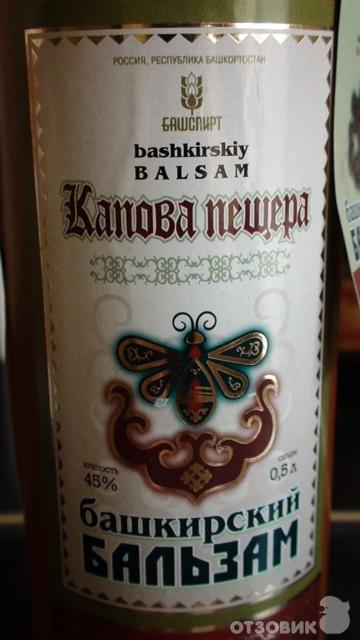 РОССИЯ, РЕСПУБЛИКА БАШКОРТОСТАН
БАШСПИРТ
bashkirskiy
BALSAM
Капова пещера
КРЕПОСТЬ
45%
ОБЪЕМ
0,5 л
башкирский
БАЛЬЗАМ
ОТЗОВИК